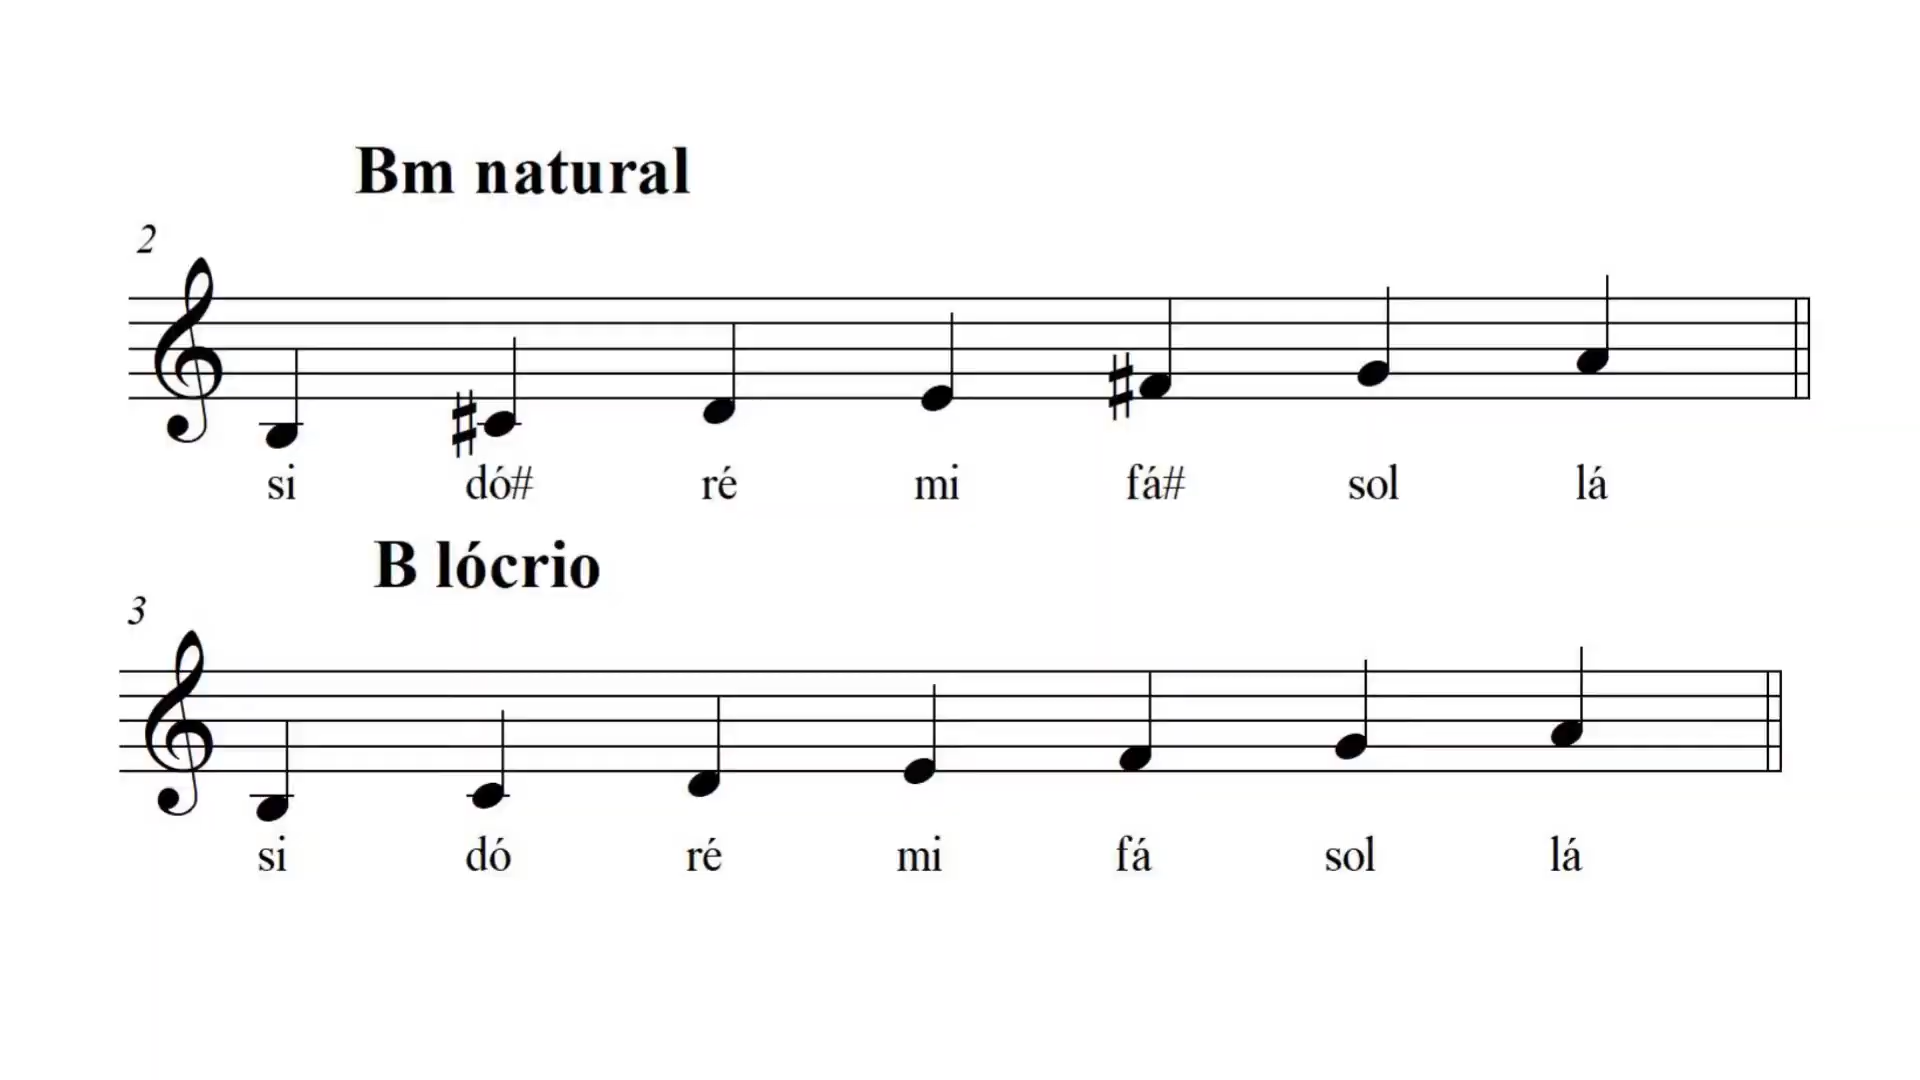 Bm natural
2
si dó# ré mi fá# sol lá
B lócrio
3
si dó ré mi fá sol lá